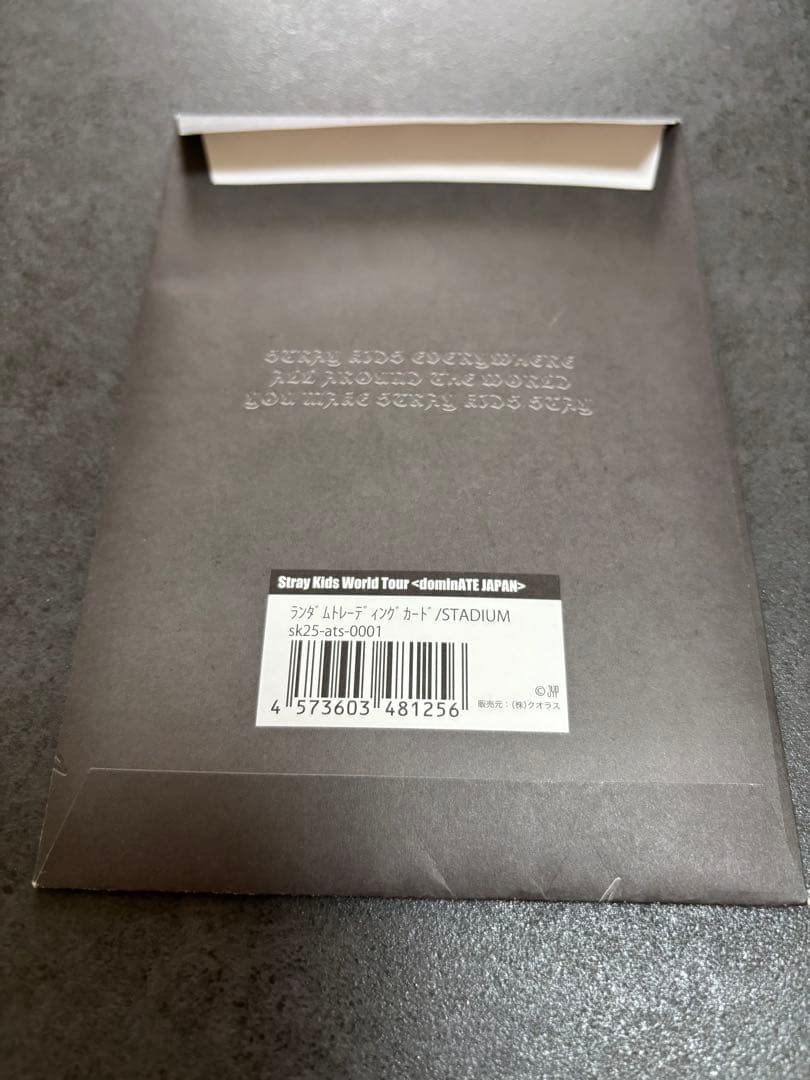 STRAY KIDS EVERYWHERE
ALL AROUND THE WORLD
YOU MAKE STRAY KIDS STAY
Stray Kids World Tour <dominATE JAPAN>
ﾗﾝﾀﾞﾑﾄﾚｰﾃﾞｨﾝｸﾞｶｰﾄﾞ/STADIUM
sk25-ats-0001
4 573603 481256
© JYP
販売元：(株)クオラス